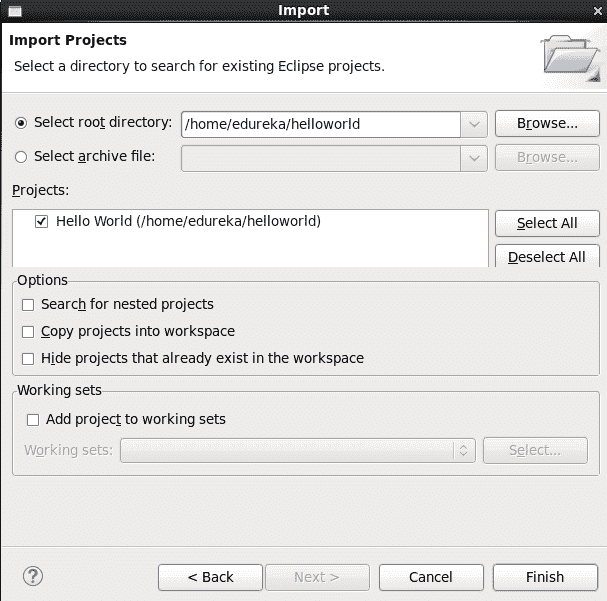 Import
Import Projects
Select a directory to search for existing Eclipse projects.
Select root directory: /home/edureka/helloworld Browse...
Select archive file: Browse...
Projects:
Hello World (/home/edureka/helloworld)
Select All
Deselect All
Options
Search for nested projects
Copy projects into workspace
Hide projects that already exist in the workspace
Working sets
Add project to working sets
Working sets: Select...
? < Back Next > Cancel Finish